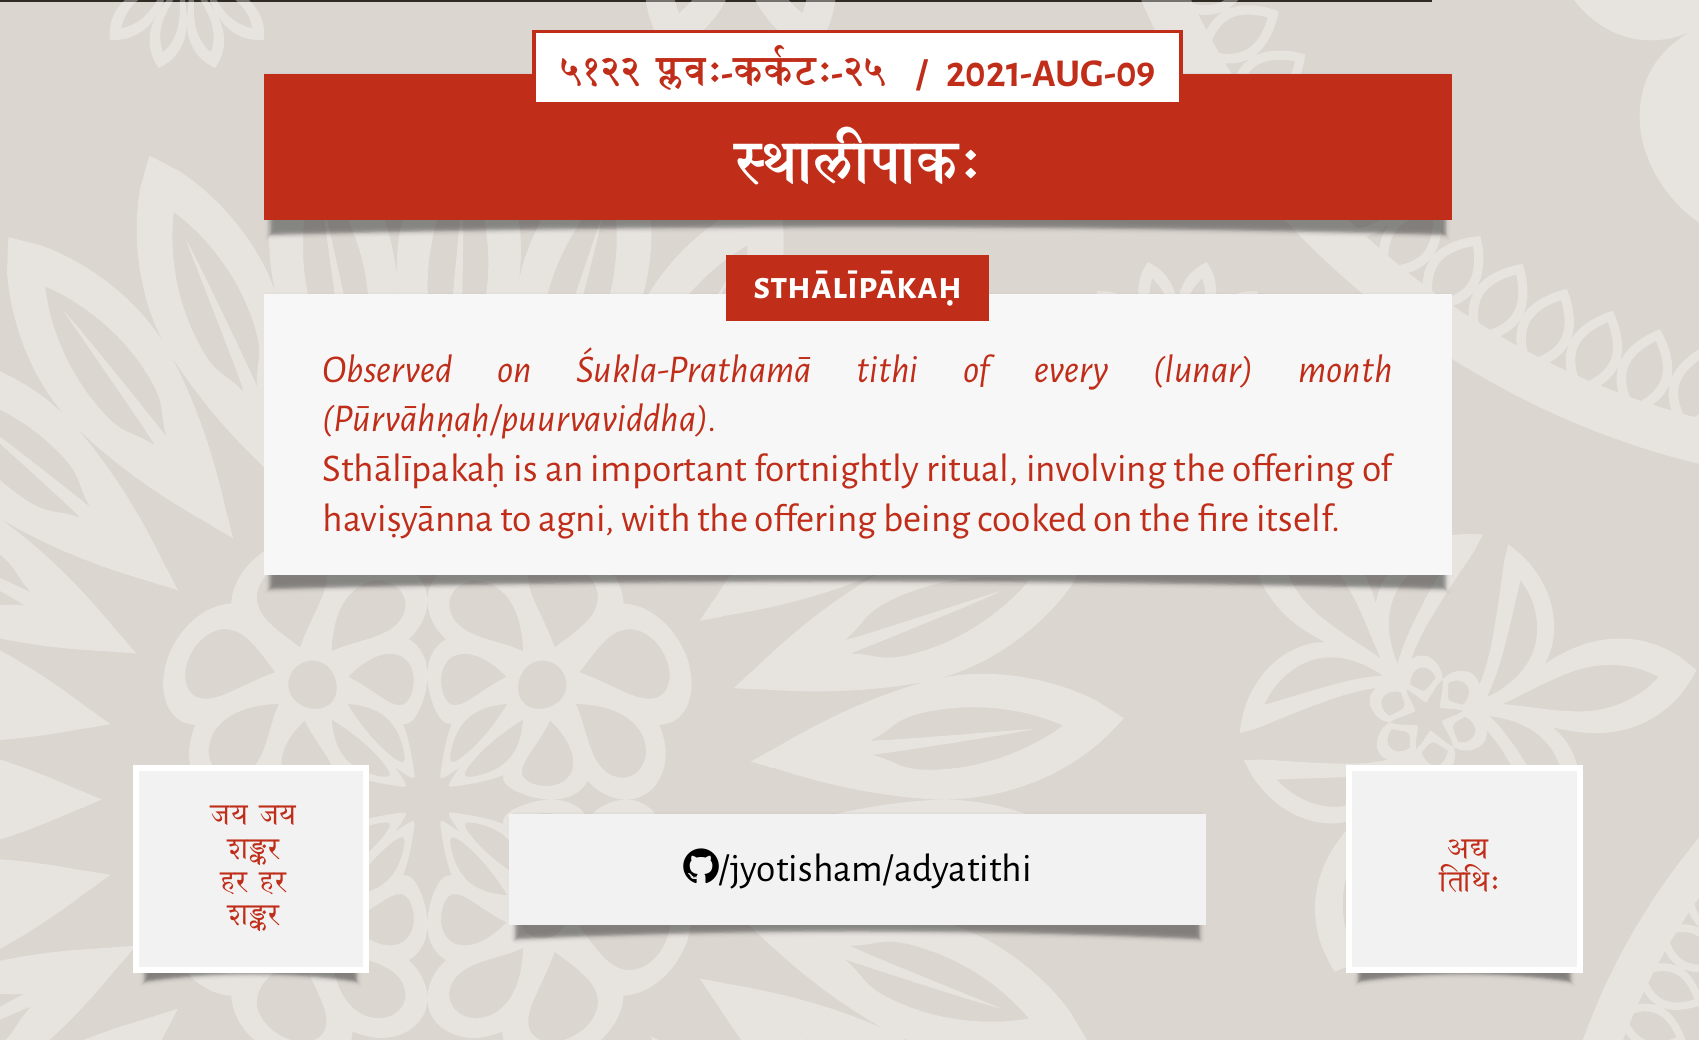 ५१२२ प्लवः-कर्कटः-२५ / 2021-AUG-09
स्थालीपाकः
STHĀLĪPĀKAḤ
Observed on Śukla-Prathamā tithi of every (lunar) month
(Pūrvāhṇaḥ/puurvaviddha).
Sthālīpakaḥ is an important fortnightly ritual, involving the offering of
haviṣyānna to agni, with the offering being cooked on the fire itself.
जय जय
शङ्कर
हर हर
शङ्कर
/jyotisham/adyatithi
अद्य
तिथिः